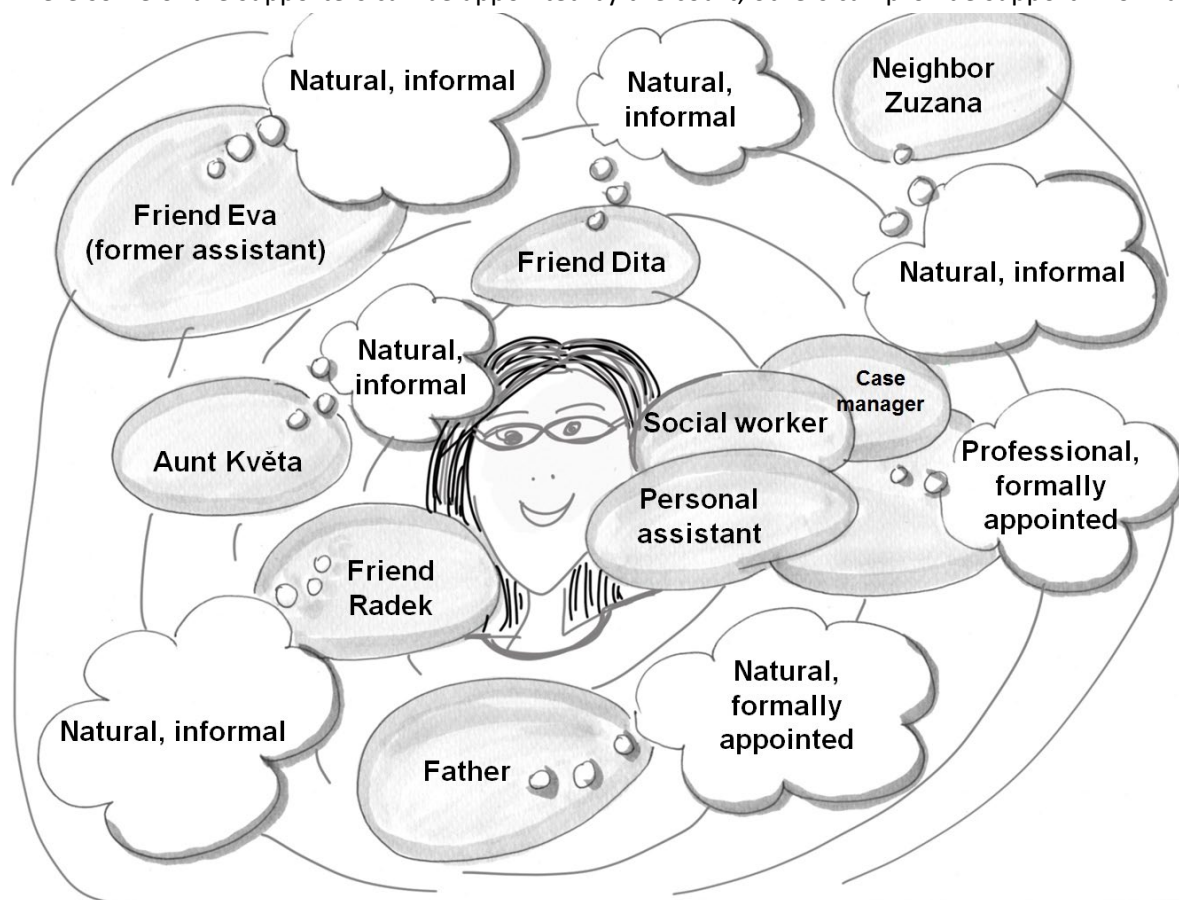 Natural, informal
Natural,
informal
Neighbor
Zuzana
Friend Eva
(former assistant)
Friend Dita
Natural, informal
Natural,
informal
Case
manager
Social worker
Aunt Květa
Professional,
formally
appointed
Personal
assistant
Friend
Radek
Natural,
formally
appointed
Natural, informal
Father